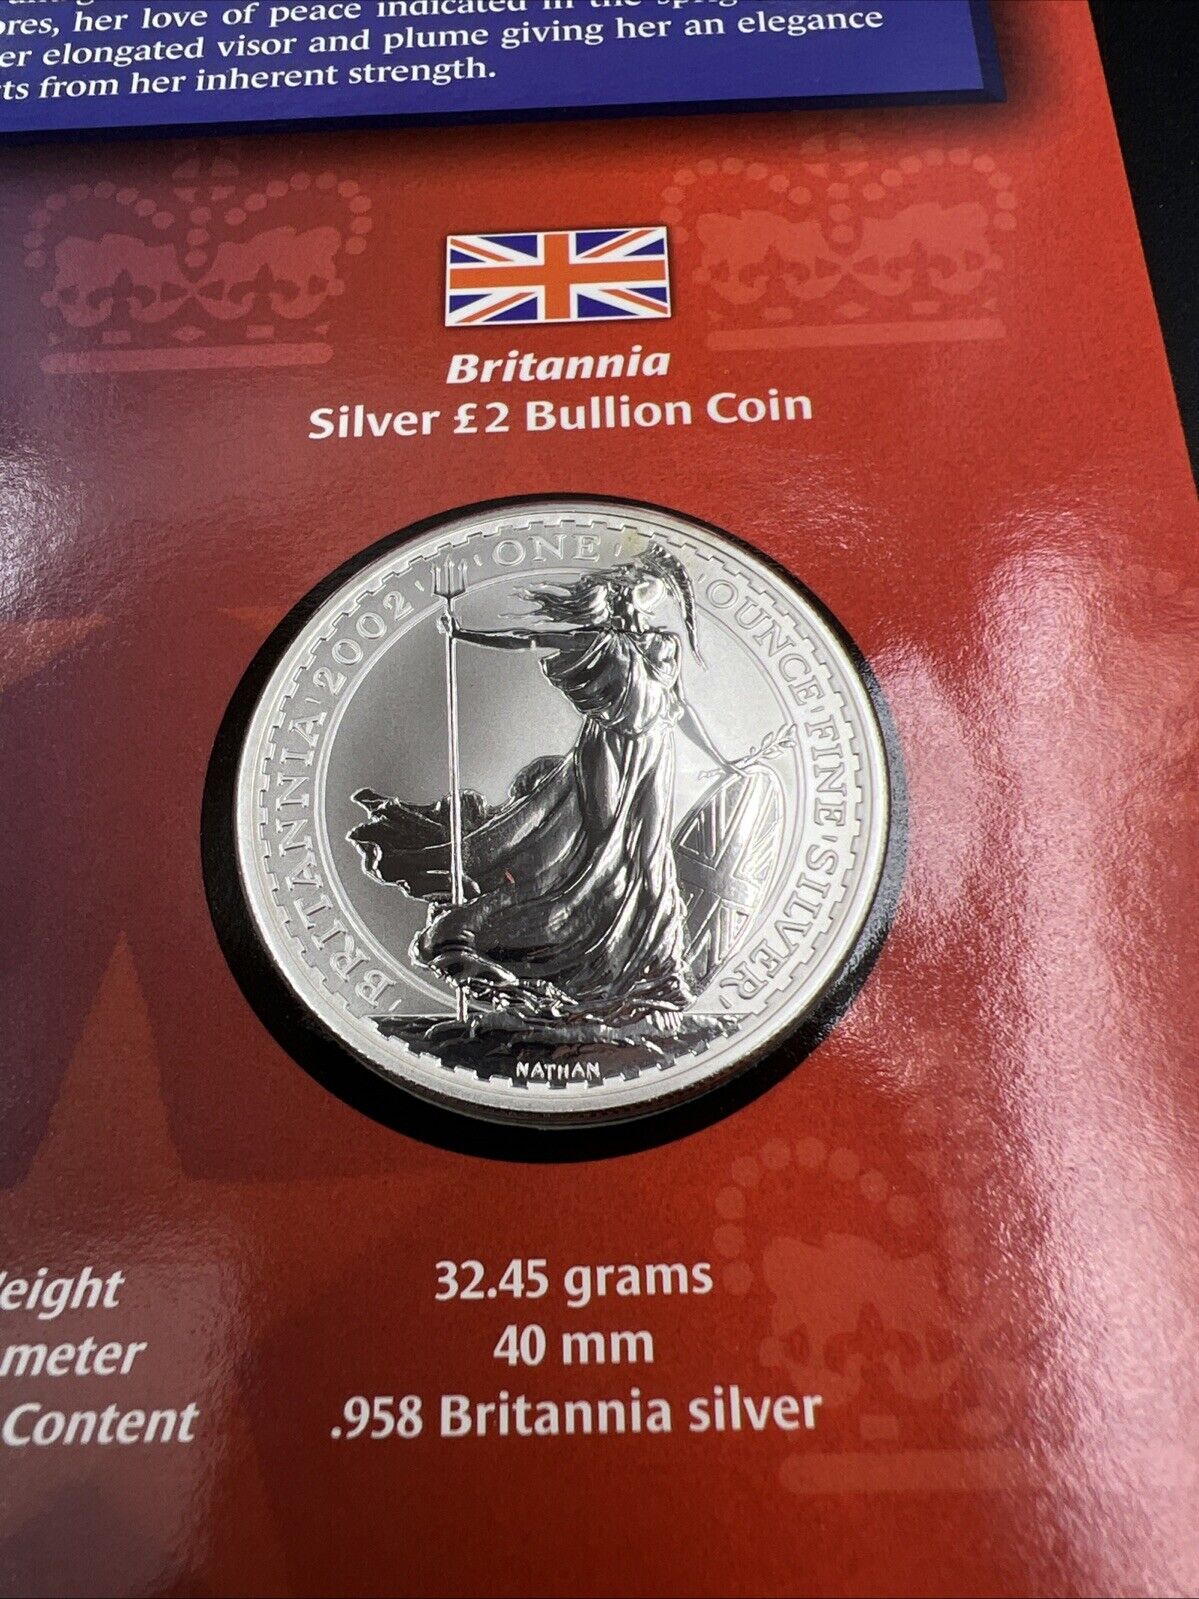 ores, her love of peace indicated in the sprig
er elongated visor and plume giving her an elegance
ts from her inherent strength.
Britannia
Silver £2 Bullion Coin
BRITANNIA 2002 ONE OUNCE FINE SILVER
NATHAN
eight 32.45 grams
meter 40 mm
Content .958 Britannia silver